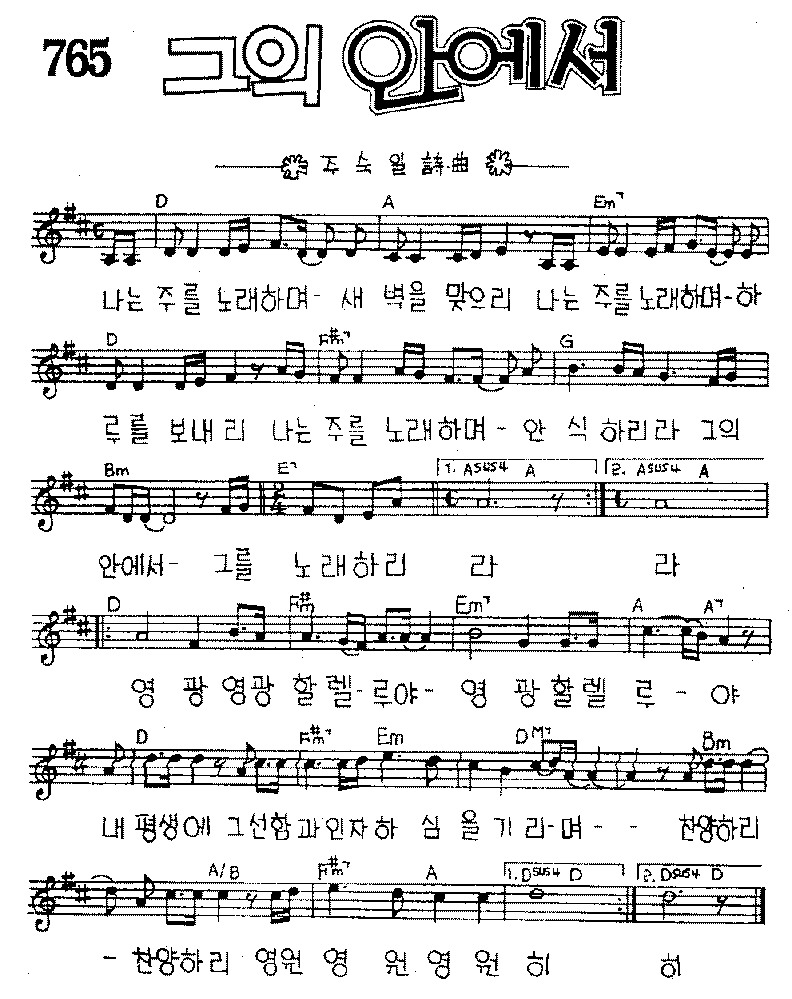 765 그의 안에서
주 숙 일 詩.曲
D A Em7
나는 주를 노래하며- 새 벽을 맞으리 나는 주를 노래하며-하
D F#m7 G
루를 보내 리 나는 주를 노래하며- 안 식 하리라 그의
Bm E7 1. Asus4 A 2. Asus4 A
안에서- 그를 노 래하리 라 라
D F#m Em7 A A7
영 광 영광 할 렐-루야- 영 광 할렐 루 - 야
D F#m7 Em DM7 Bm
내 평생에 그선함과인자하 심 을 기 리-며- - 찬양하리
A/B F#m7 A 1. Dsus4 D 2. Dsus4 D
- 찬양하리 영원 영 원 영 원 히 히